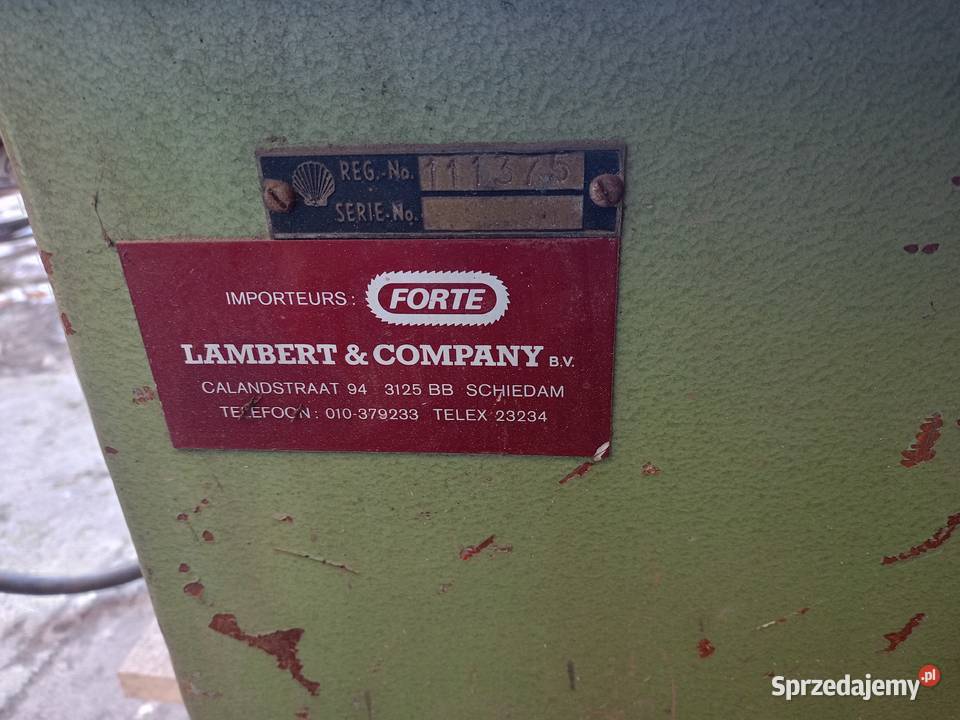 REG.-No. 111375
SERIE-No.
IMPORTEURS: FORTE
LAMBERT & COMPANY B.V.
CALANDSTRAAT 94 3125 BB SCHIEDAM
TELEFOON: 010-379233 TELEX 23234
Sprzedajemy.pl